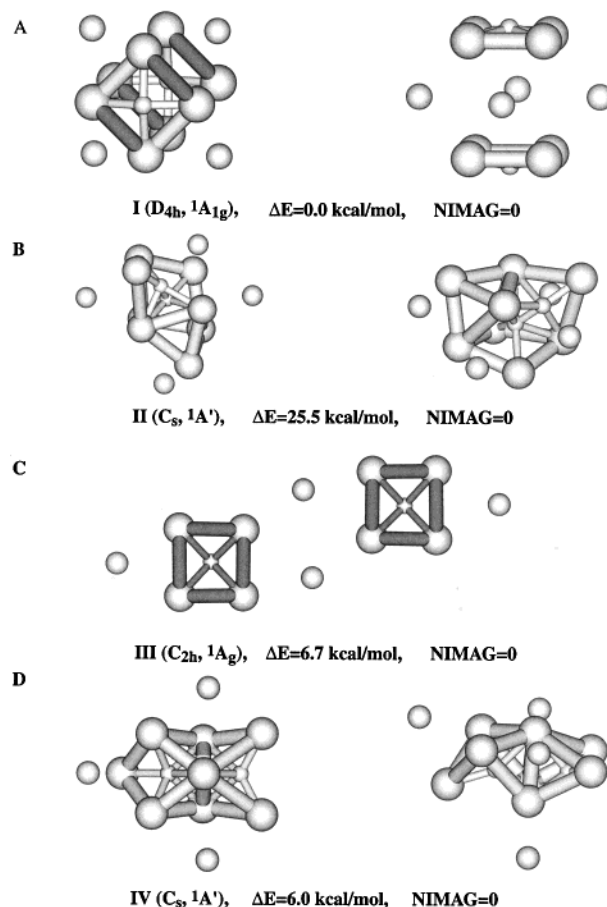 A
I (D4h, 1A1g), ΔE=0.0 kcal/mol, NIMAG=0
B
II (Cs, 1A'), ΔE=25.5 kcal/mol, NIMAG=0
C
III (C2h, 1Ag), ΔE=6.7 kcal/mol, NIMAG=0
D
IV (Cs, 1A'), ΔE=6.0 kcal/mol, NIMAG=0